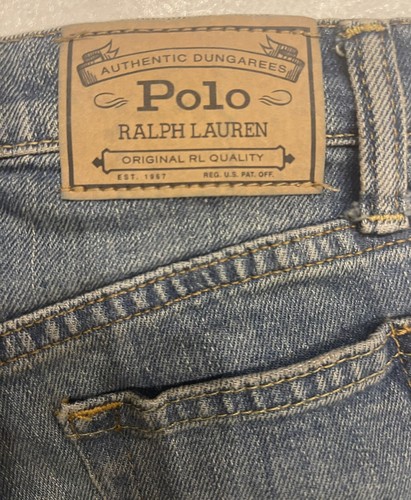 AUTHENTIC DUNGAREES
Polo
RALPH LAUREN
ORIGINAL RL QUALITY
EST. 1967 REG. U.S. PAT. OFF.